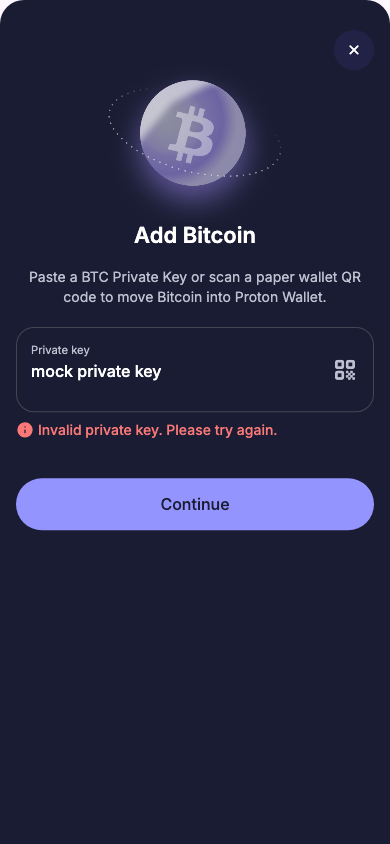 Add Bitcoin
Paste a BTC Private Key or scan a paper wallet QR
code to move Bitcoin into Proton Wallet.
Private key
mock private key
Invalid private key. Please try again.
Continue